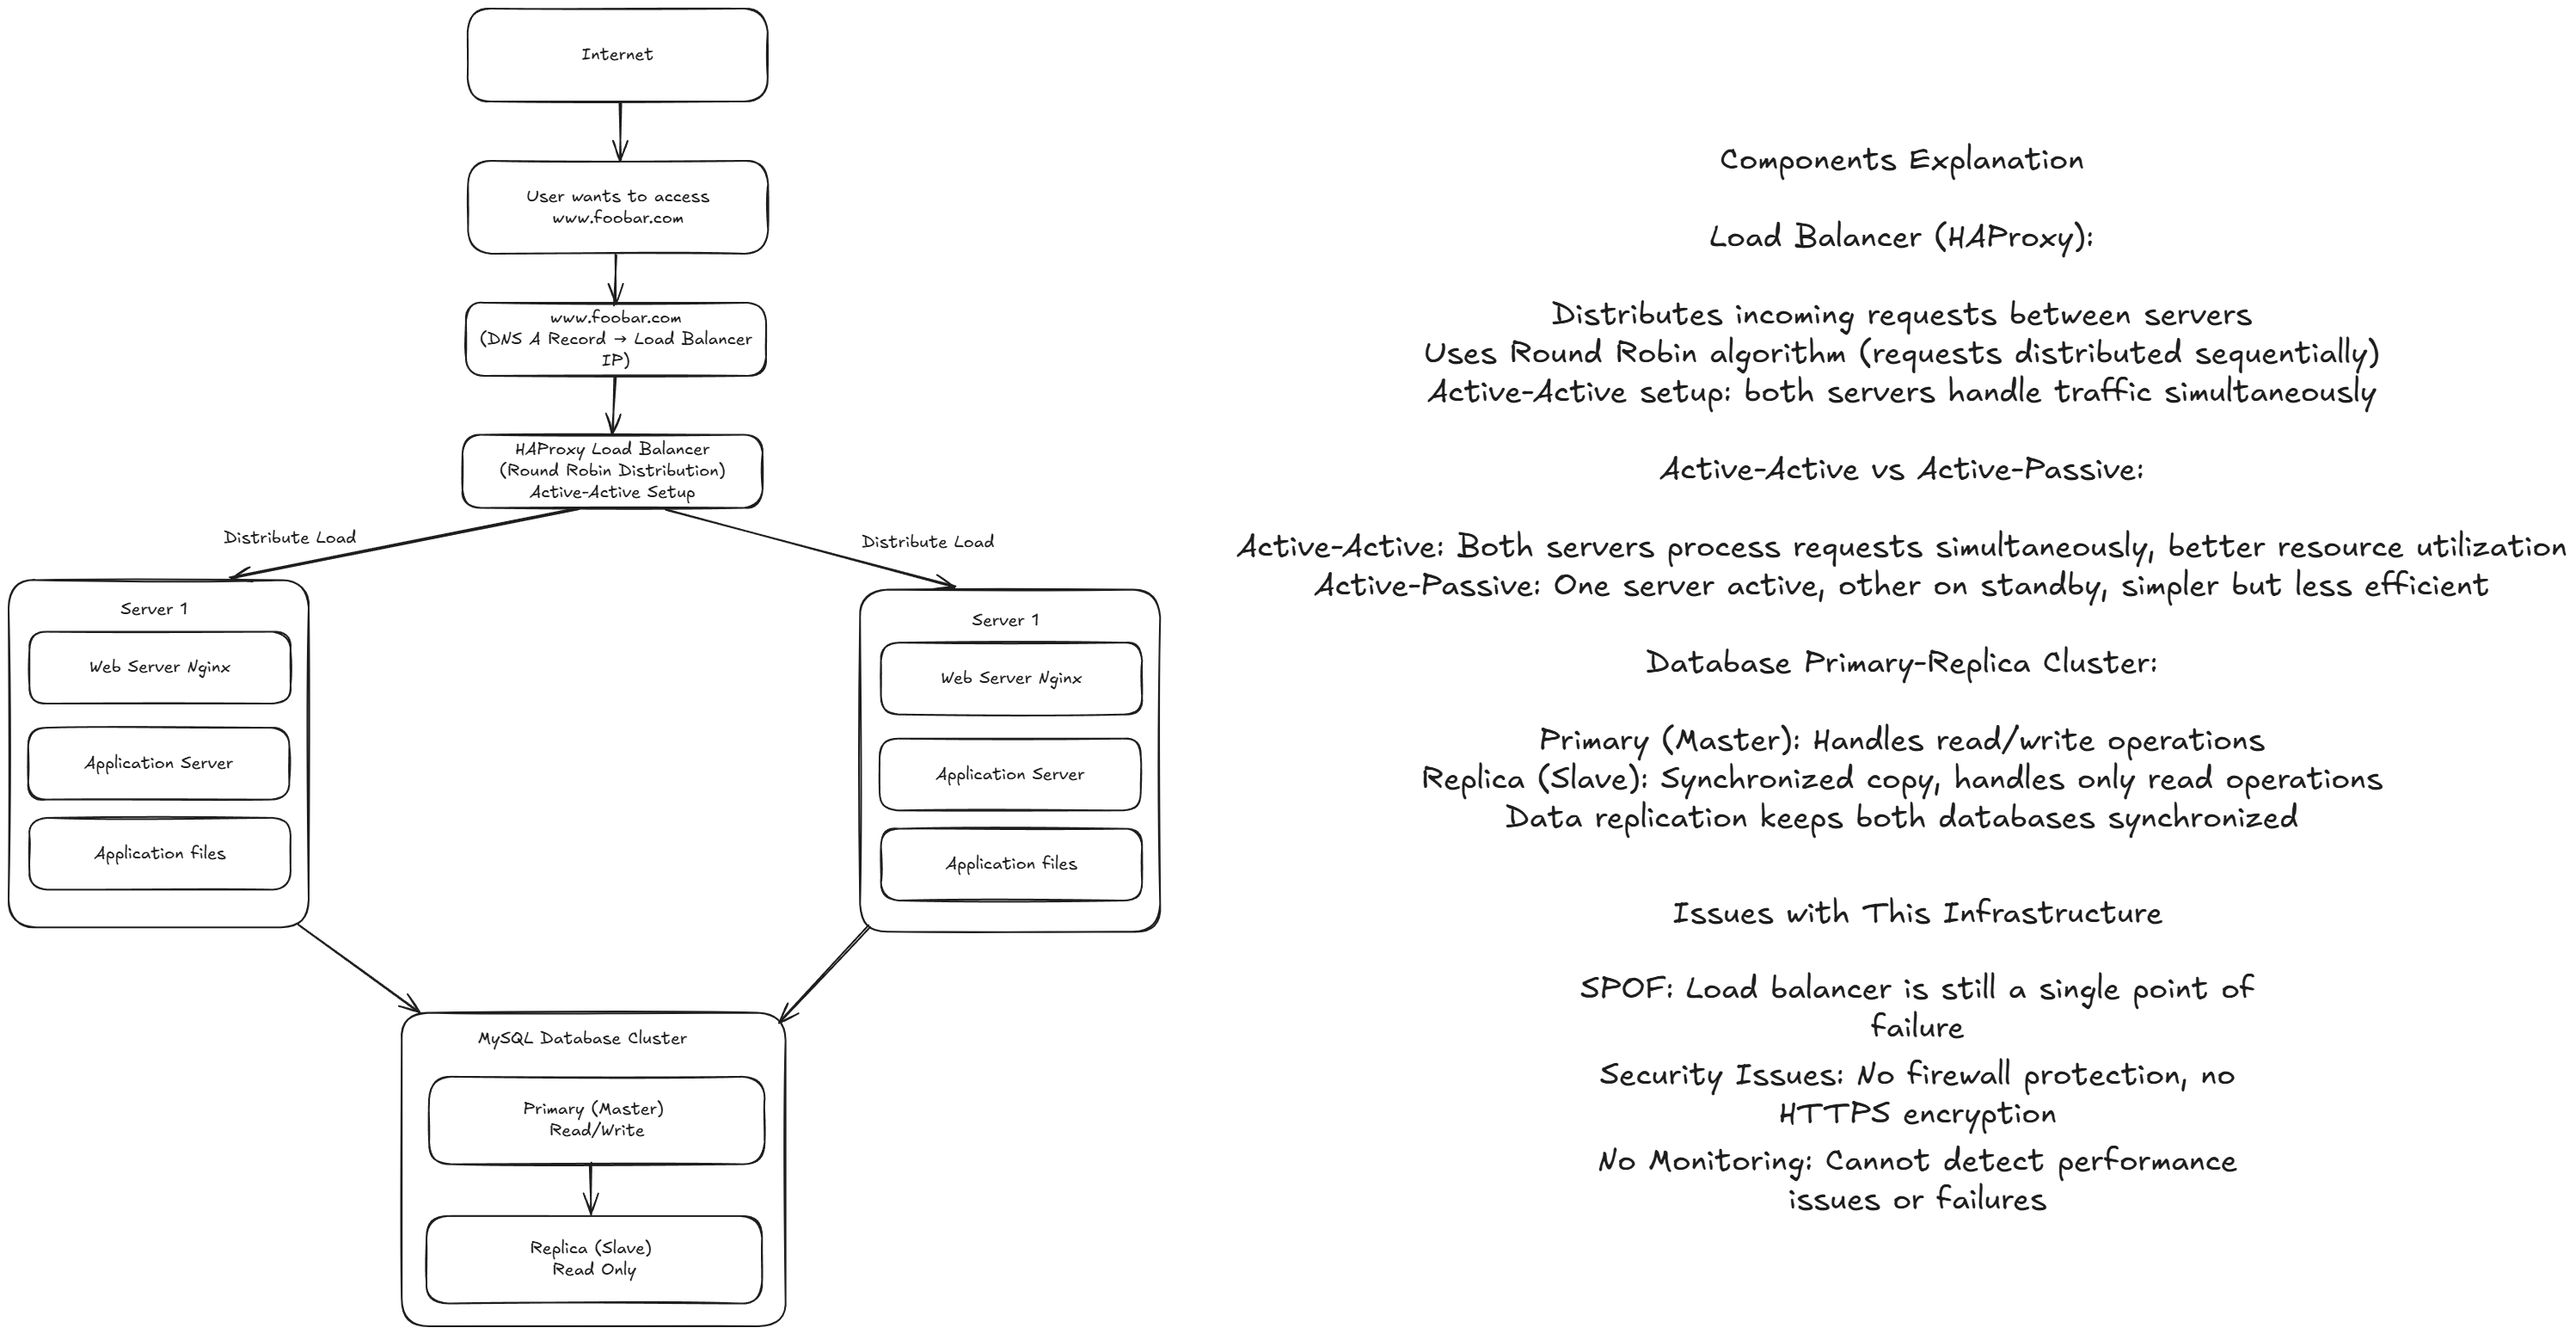 Internet
User wants to access
www.foobar.com
www.foobar.com
(DNS A Record → Load Balancer
IP)
HAProxy Load Balancer
(Round Robin Distribution)
Active-Active Setup
Distribute Load
Distribute Load
Server 1
Web Server Nginx
Application Server
Application files
Server 1
Web Server Nginx
Application Server
Application files
MySQL Database Cluster
Primary (Master)
Read/Write
Replica (Slave)
Read Only
Components Explanation
Load Balancer (HAProxy):
Distributes incoming requests between servers
Uses Round Robin algorithm (requests distributed sequentially)
Active-Active setup: both servers handle traffic simultaneously
Active-Active vs Active-Passive:
Active-Active: Both servers process requests simultaneously, better resource utilization
Active-Passive: One server active, other on standby, simpler but less efficient
Database Primary-Replica Cluster:
Primary (Master): Handles read/write operations
Replica (Slave): Synchronized copy, handles only read operations
Data replication keeps both databases synchronized
Issues with This Infrastructure
SPOF: Load balancer is still a single point of
failure
Security Issues: No firewall protection, no
HTTPS encryption
No Monitoring: Cannot detect performance
issues or failures